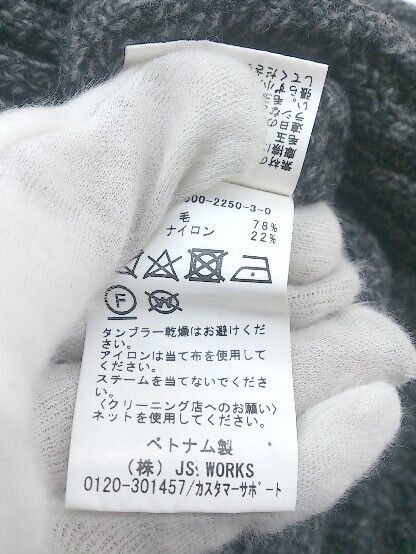 00-2250-3-0
毛 78%
ナイロン 22%
F
W
タンブラー乾燥はお避けくだ
さい。
アイロンは当て布を使用して
ください。
スチームを当てないでくださ
い。
〈クリーニング店へのお願い〉
ネットを使用してください。
ベトナム製
(株) JS.WORKS
0120-301457/カスタマーサポート